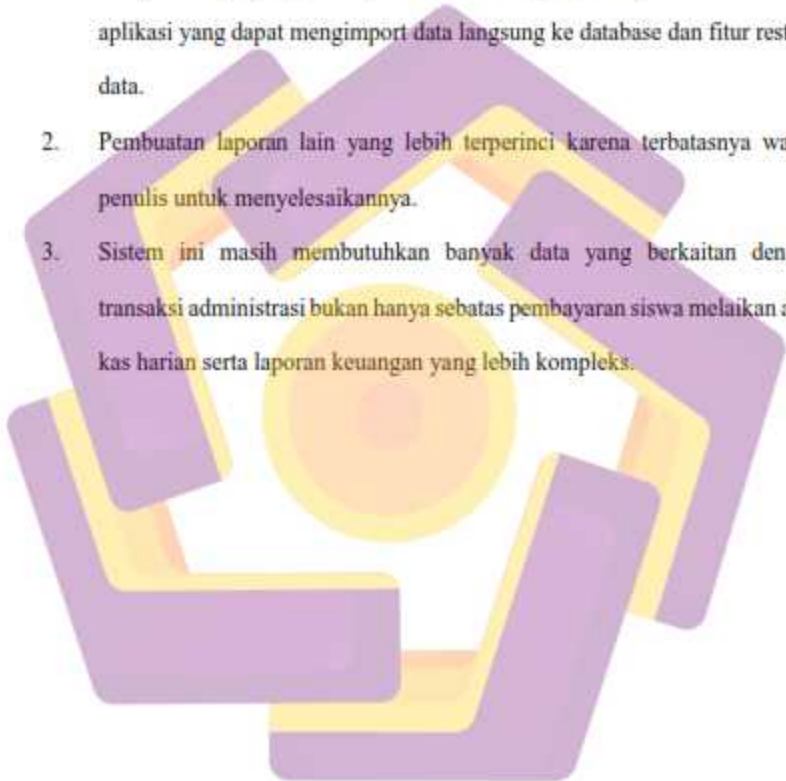 aplikasi yang dapat mengimport data langsung ke database dan fitur rest
data.
2. Pembuatan laporan lain yang lebih terperinci karena terbatasnya wa
penulis untuk menyelesaikannya.
3. Sistem ini masih membutuhkan banyak data yang berkaitan den
transaksi administrasi bukan hanya sebatas pembayaran siswa melaikan a
kas harian serta laporan keuangan yang lebih kompleks.